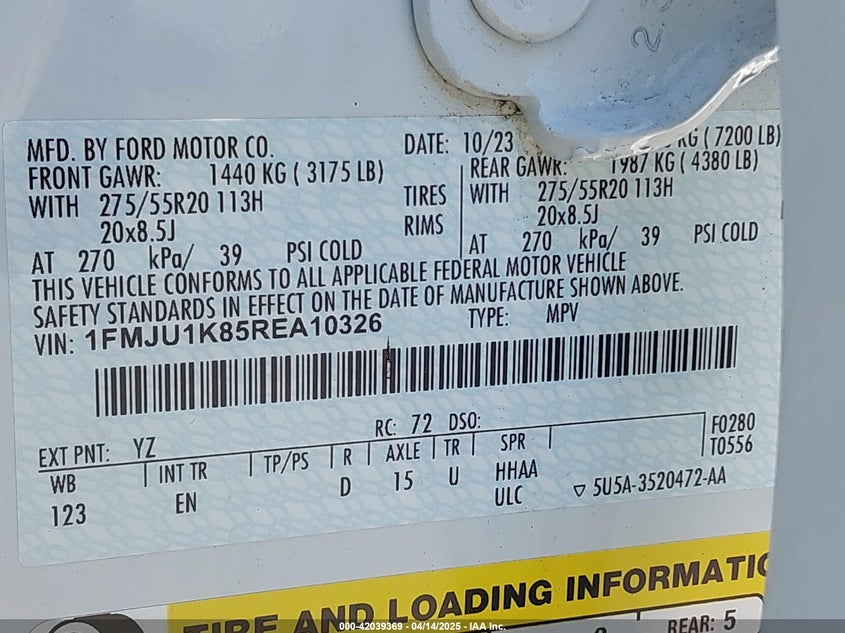 23
MFD. BY FORD MOTOR CO.
DATE: 10/23
KG ( 7200 LB)
FRONT GAWR: 1440 KG ( 3175 LB)
REAR GAWR: 1987 KG ( 4380 LB)
WITH 275/55R20 113H
TIRES
WITH 275/55R20 113H
20x8.5J
RIMS
20x8.5J
AT 270 kPa/ 39 PSI COLD
AT 270 kPa/ 39 PSI COLD
THIS VEHICLE CONFORMS TO ALL APPLICABLE FEDERAL MOTOR VEHICLE
SAFETY STANDARDS IN EFFECT ON THE DATE OF MANUFACTURE SHOWN ABOVE.
VIN: 1FMJU1K85REA10326
TYPE: MPV
RC: 72 DSO:
F0280
EXT PNT: YZ
T0556
WB INT TR TP/PS R AXLE TR SPR
123 EN D 15 U HHAA
ULC
5U5A-3520472-AA
TIRE AND LOADING INFORMATIO
REAR: 5
000-42039369 - 04/14/2025 - IAA Inc.